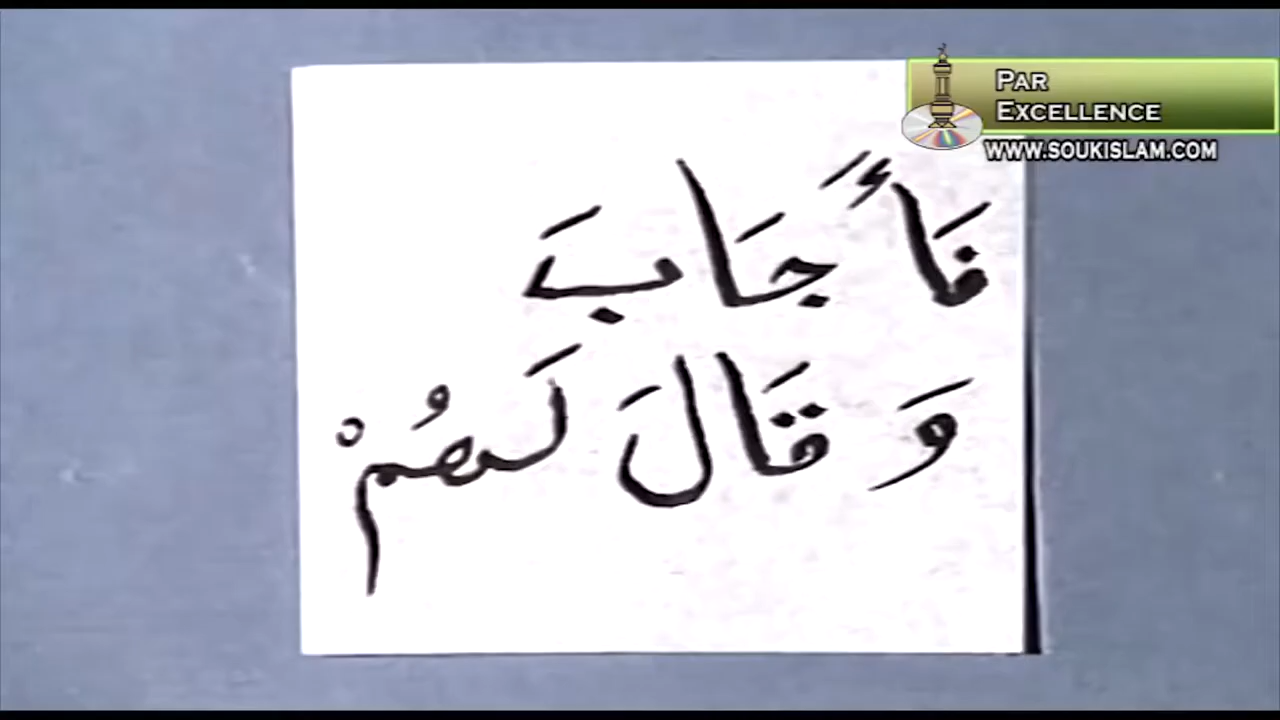 PAR
EXCELLENCE
WWW.SOUKISLAM.COM
فَأَجَابَ
وَ قَالَ لَهُمْ